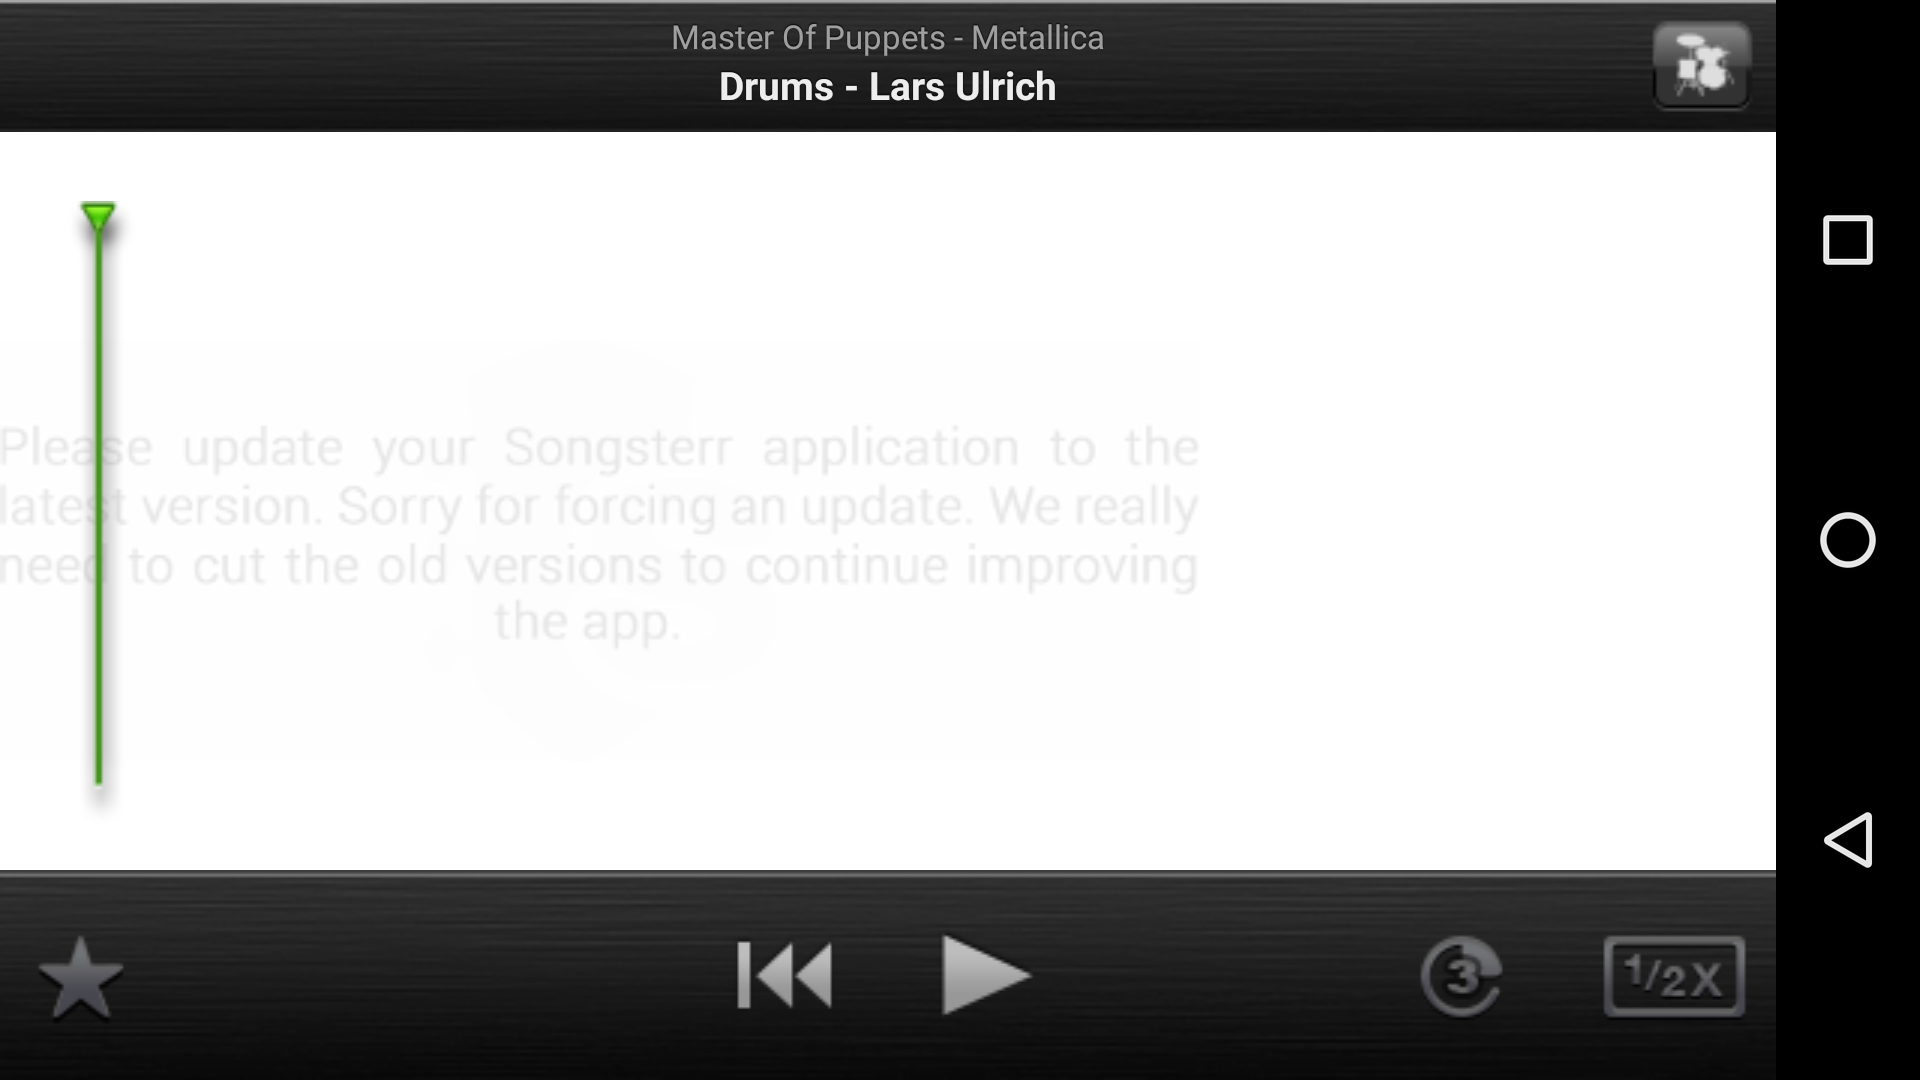 Master Of Puppets - Metallica
Drums - Lars Ulrich
Please update your Songsterr application to the
latest version. Sorry for forcing an update. We really
need to cut the old versions to continue improving
the app.
3
1/2X